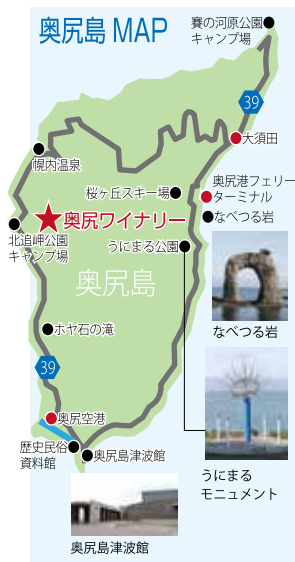 奥尻島 MAP
賽の河原公園
キャンプ場
39
大須田
幌内温泉
桜ヶ丘スキー場
奥尻港フェリー
ターミナル
奥尻ワイナリー
なべつる岩
北追岬公園
キャンプ場
うにまる公園
奥尻島
なべつる岩
ホヤ石の滝
39
奥尻空港
歴史民俗
資料館
奥尻島津波館
うにまる
モニュメント
奥尻島津波館